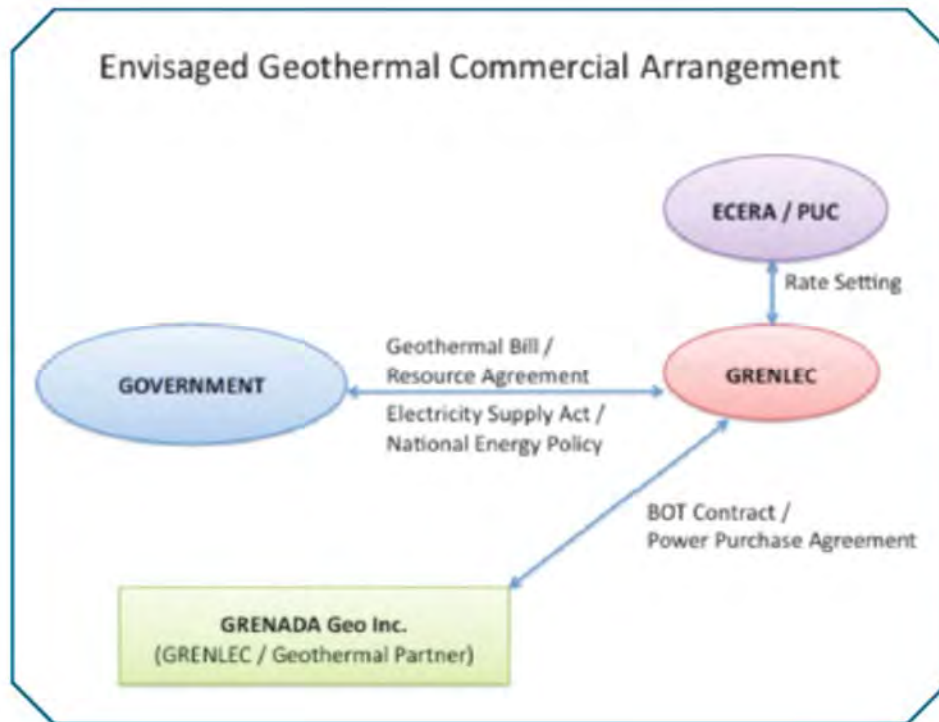 Envisaged Geothermal Commercial Arrangement
ECERA / PUC
Rate Setting
Geothermal Bill /
Resource Agreement
GOVERNMENT
GRENLEC
Electricity Supply Act /
National Energy Policy
BOT Contract /
Power Purchase Agreement
GRENADA Geo Inc.
(GRENLEC / Geothermal Partner)